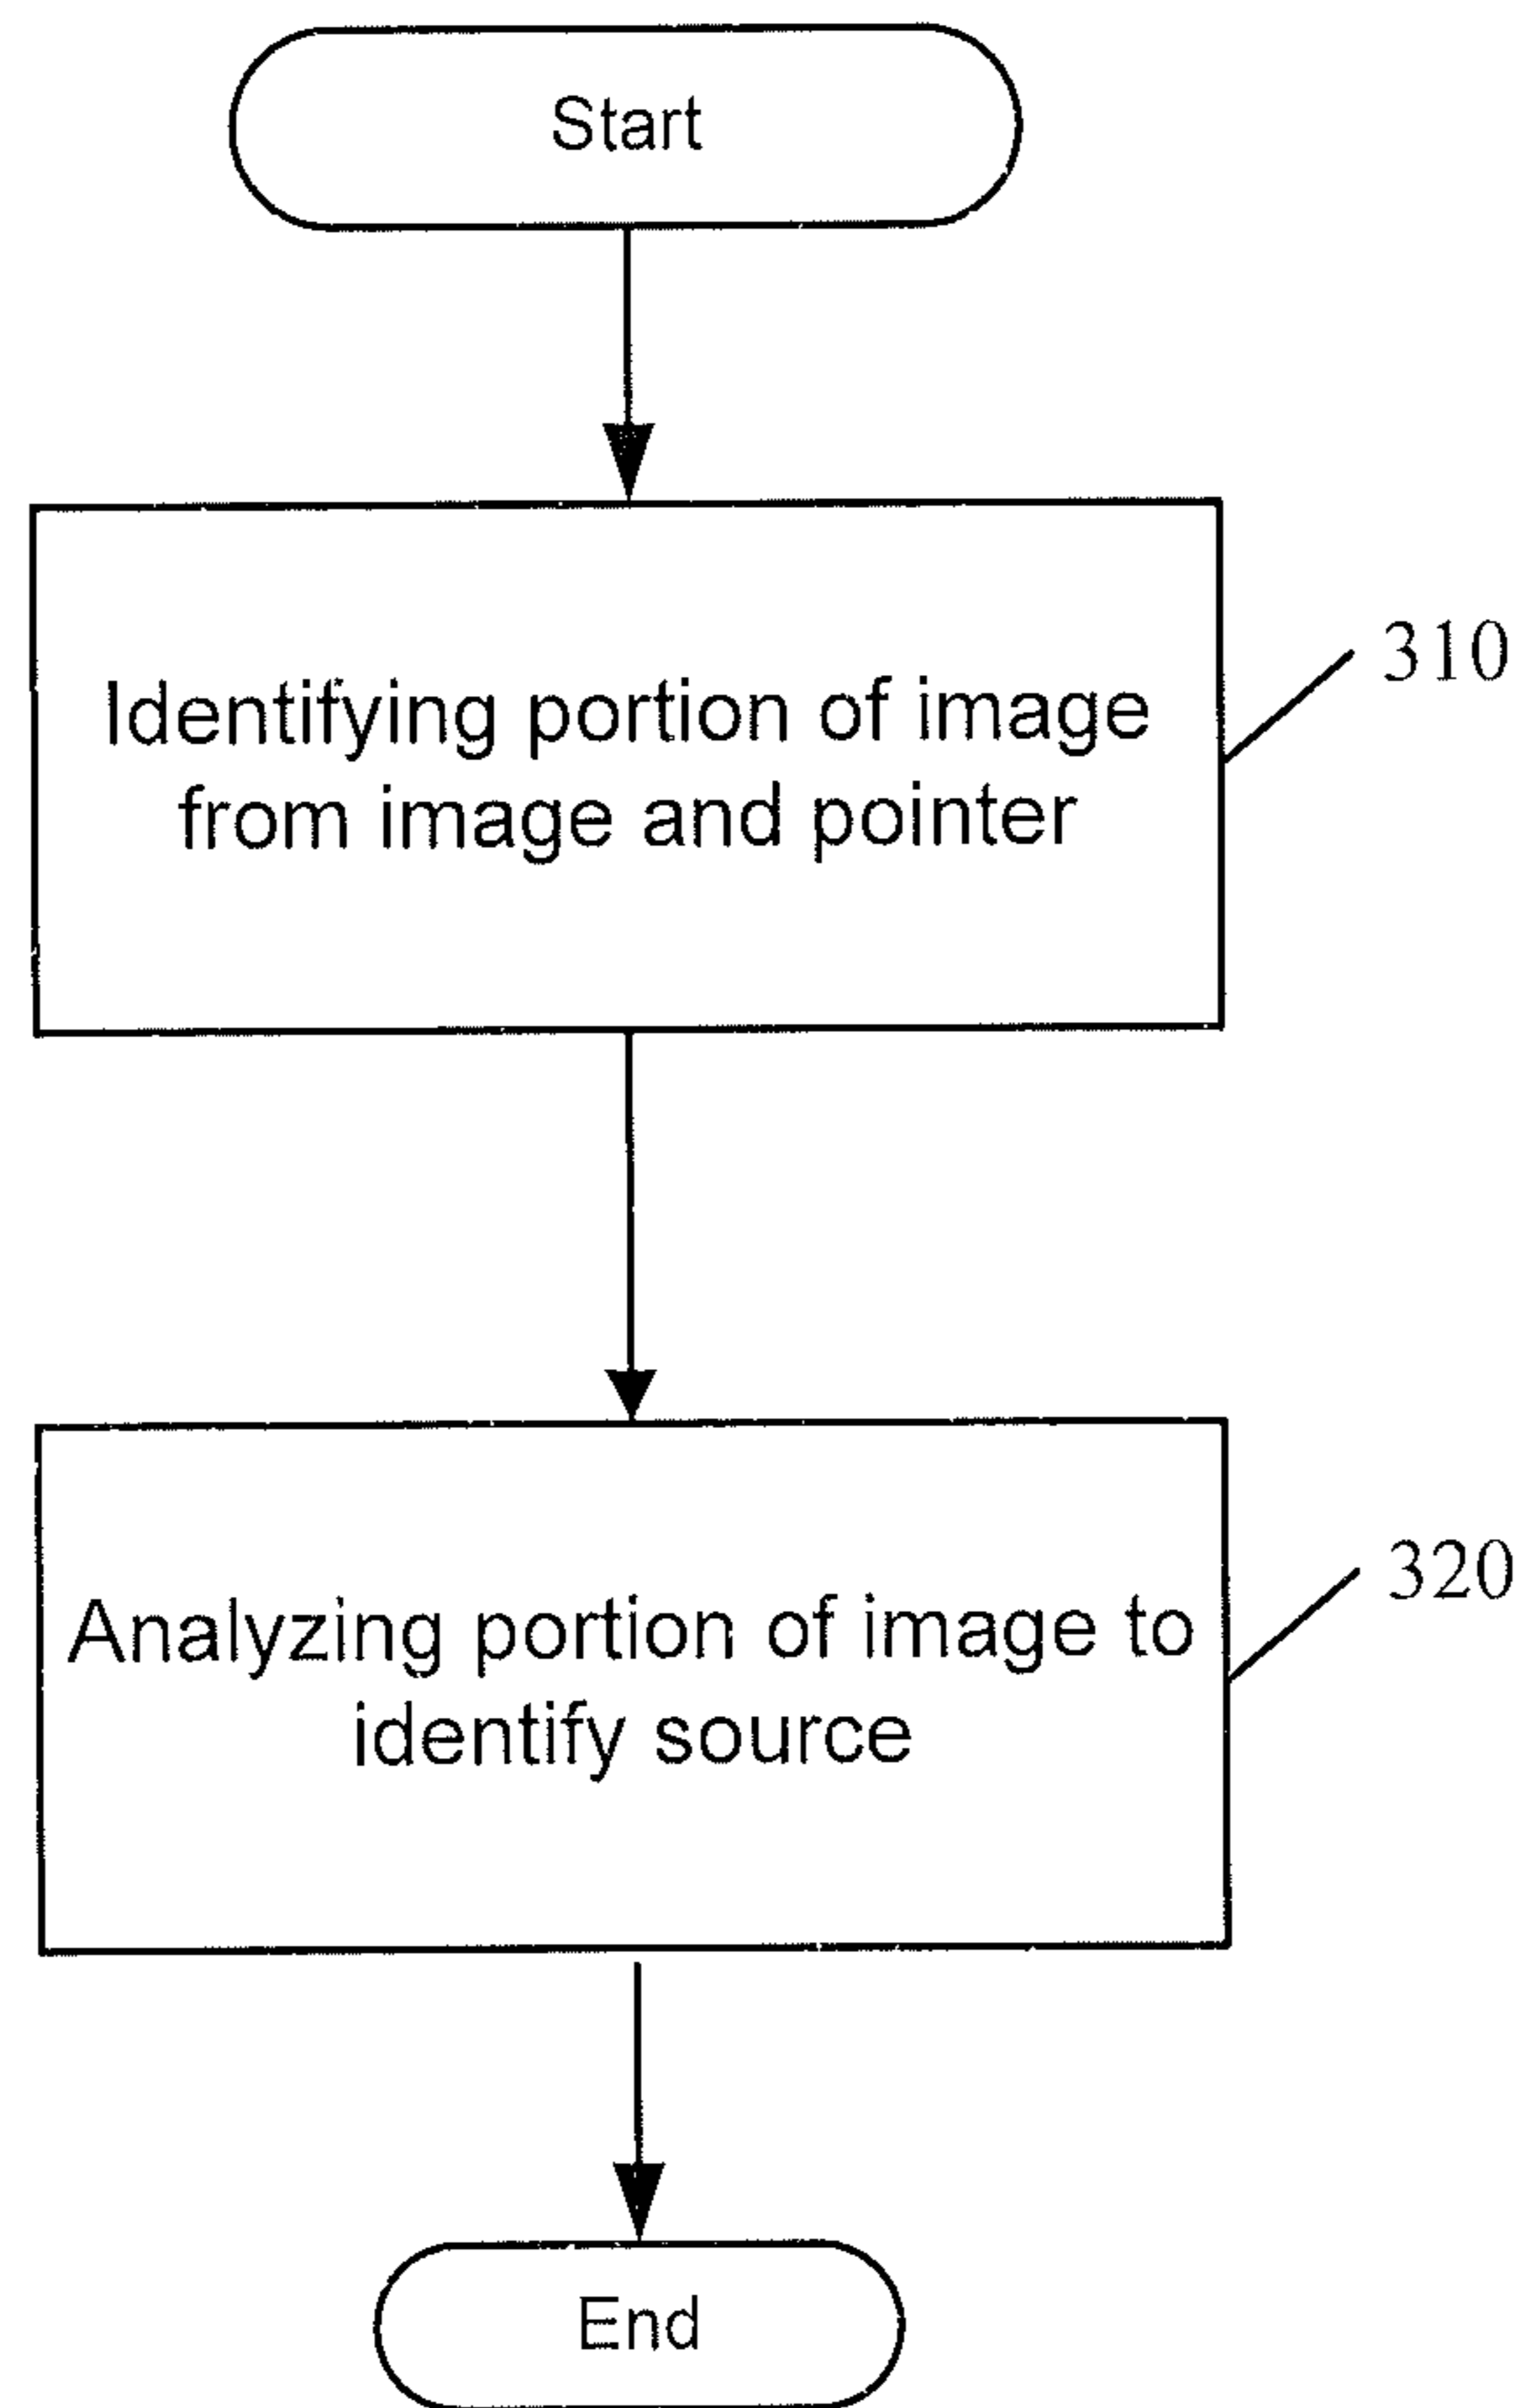 Start
Identifying portion of image
from image and pointer
310
Analyzing portion of image to
identify source
320
End